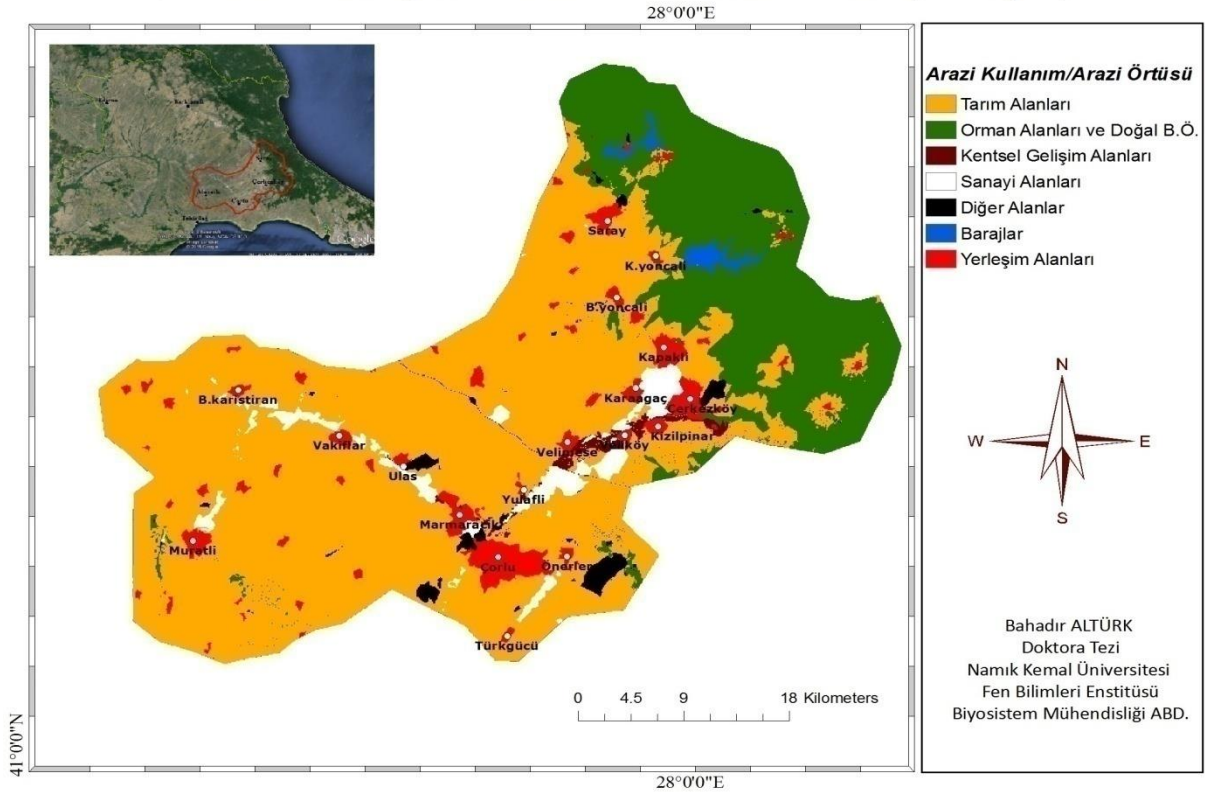 28°0'0"E
Arazi Kullanım/Arazi Örtüsü
Tarım Alanları
Orman Alanları ve Doğal B.Ö.
Kentsel Gelişim Alanları
Sanayi Alanları
Diğer Alanlar
Barajlar
Yerleşim Alanları
Saray
K.yoncali
B.yoncali
Kapakli
Karaagaç
Çerkezköy
Kizilpinar
Velimese
B.karistiran
Vakiflar
Ulas
Yulafli
Marmaracik
Muratli
Çorlu
Önerler
Türkgücü
N
W
E
S
0 4.5 9 18 Kilometers
Bahadır ALTÜRK
Doktora Tezi
Namık Kemal Üniversitesi
Fen Bilimleri Enstitüsü
Biyosistem Mühendisliği ABD.
41°0'0"N
28°0'0"E